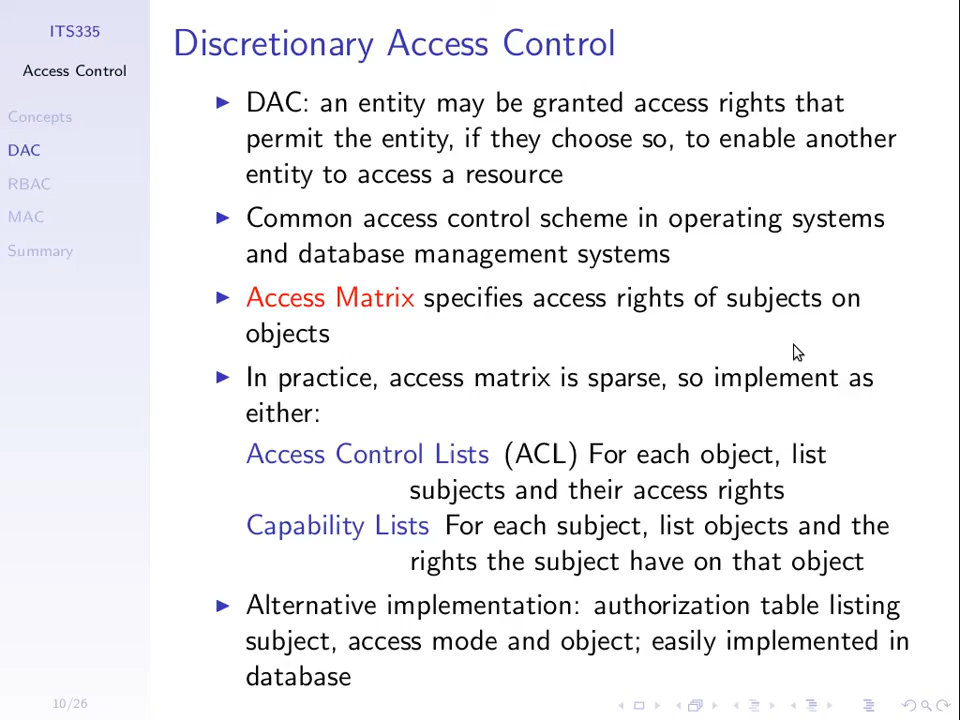 ITS335
Access Control
Concepts
DAC
RBAC
MAC
Summary
Discretionary Access Control
DAC: an entity may be granted access rights that
permit the entity, if they choose so, to enable another
entity to access a resource
Common access control scheme in operating systems
and database management systems
Access Matrix specifies access rights of subjects on
objects
In practice, access matrix is sparse, so implement as
either:
Access Control Lists (ACL) For each object, list
subjects and their access rights
Capability Lists For each subject, list objects and the
rights the subject have on that object
Alternative implementation: authorization table listing
subject, access mode and object; easily implemented in
database
10/26